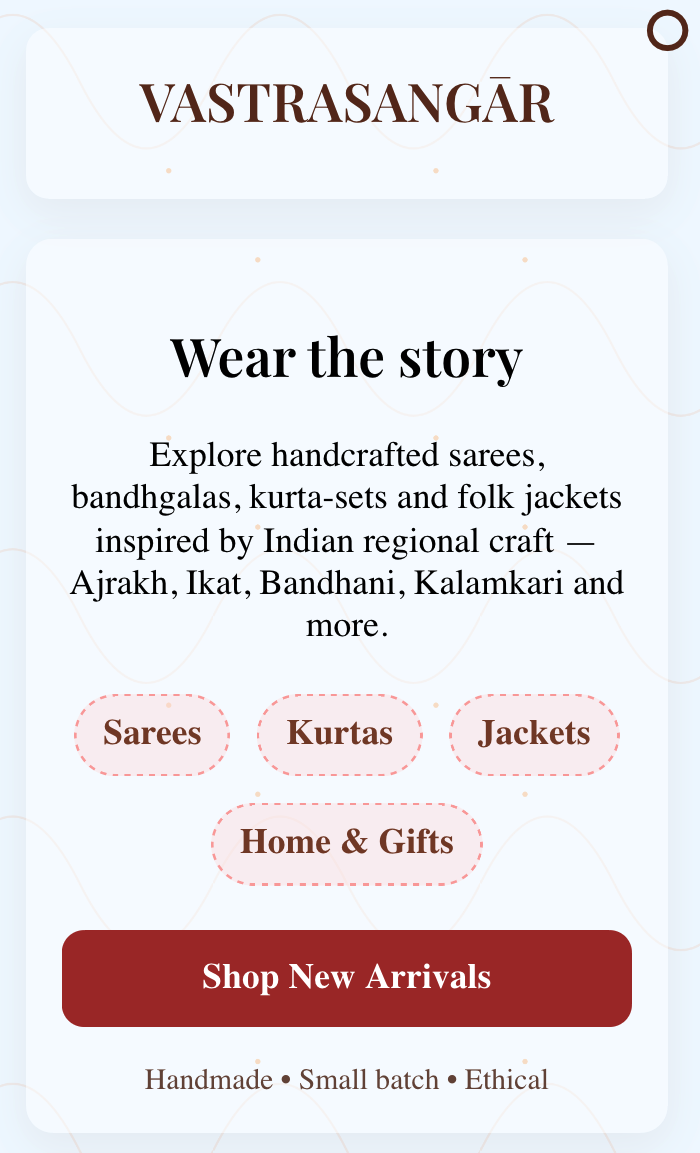 VASTRASANGĀR
Wear the story
Explore handcrafted sarees,
bandhgalas, kurta-sets and folk jackets
inspired by Indian regional craft —
Ajrakh, Ikat, Bandhani, Kalamkari and
more.
Sarees Kurtas Jackets
Home & Gifts
Shop New Arrivals
Handmade • Small batch • Ethical